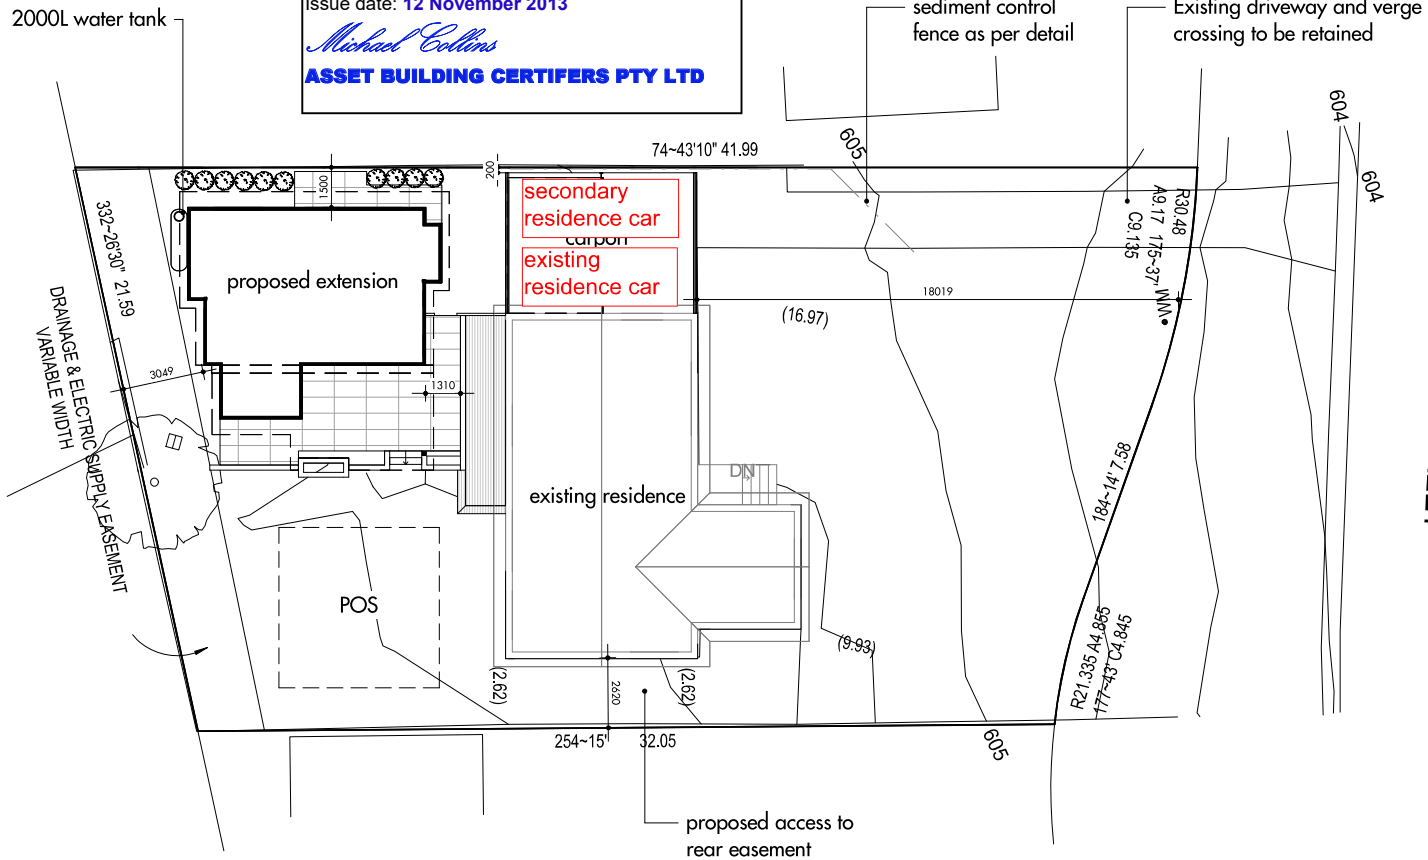 2000L water tank
Issue date: 12 November 2013
Michael Collins
ASSET BUILDING CERTIFERS PTY LTD
sediment control
fence as per detail
Existing driveway and verge
crossing to be retained
604
604
605
74~43'10" 41.99
200
1500
secondary
residence car
carport
existing
residence car
proposed extension
332~26'30" 21.59
DRAINAGE & ELECTRIC SUPPLY EASEMENT
VARIABLE WIDTH
3049
1310
18019
(16.97)
R30.48
A9.17 175~37'
C9.135
WM
184~14' 7.58
existing residence
DN
POS
(9.93)
R21.335 A4.855
177~43' C4.845
(2.62)
2620
(2.62)
254~15' 32.05
605
proposed access to
rear easement